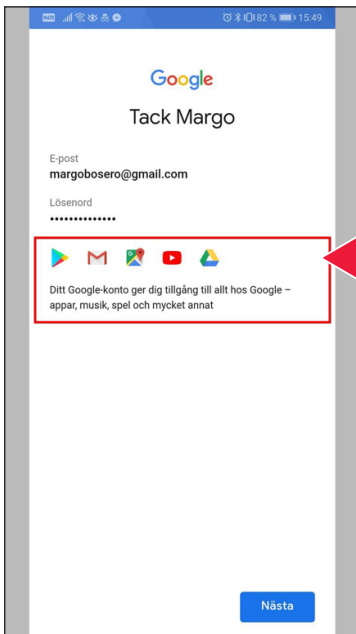 82 % 15:49
Google
Tack Margo
E-post
margobosero@gmail.com
Lösenord
••••••••••••••
Ditt Google-konto ger dig tillgång till allt hos Google –
appar, musik, spel och mycket annat
Nästa